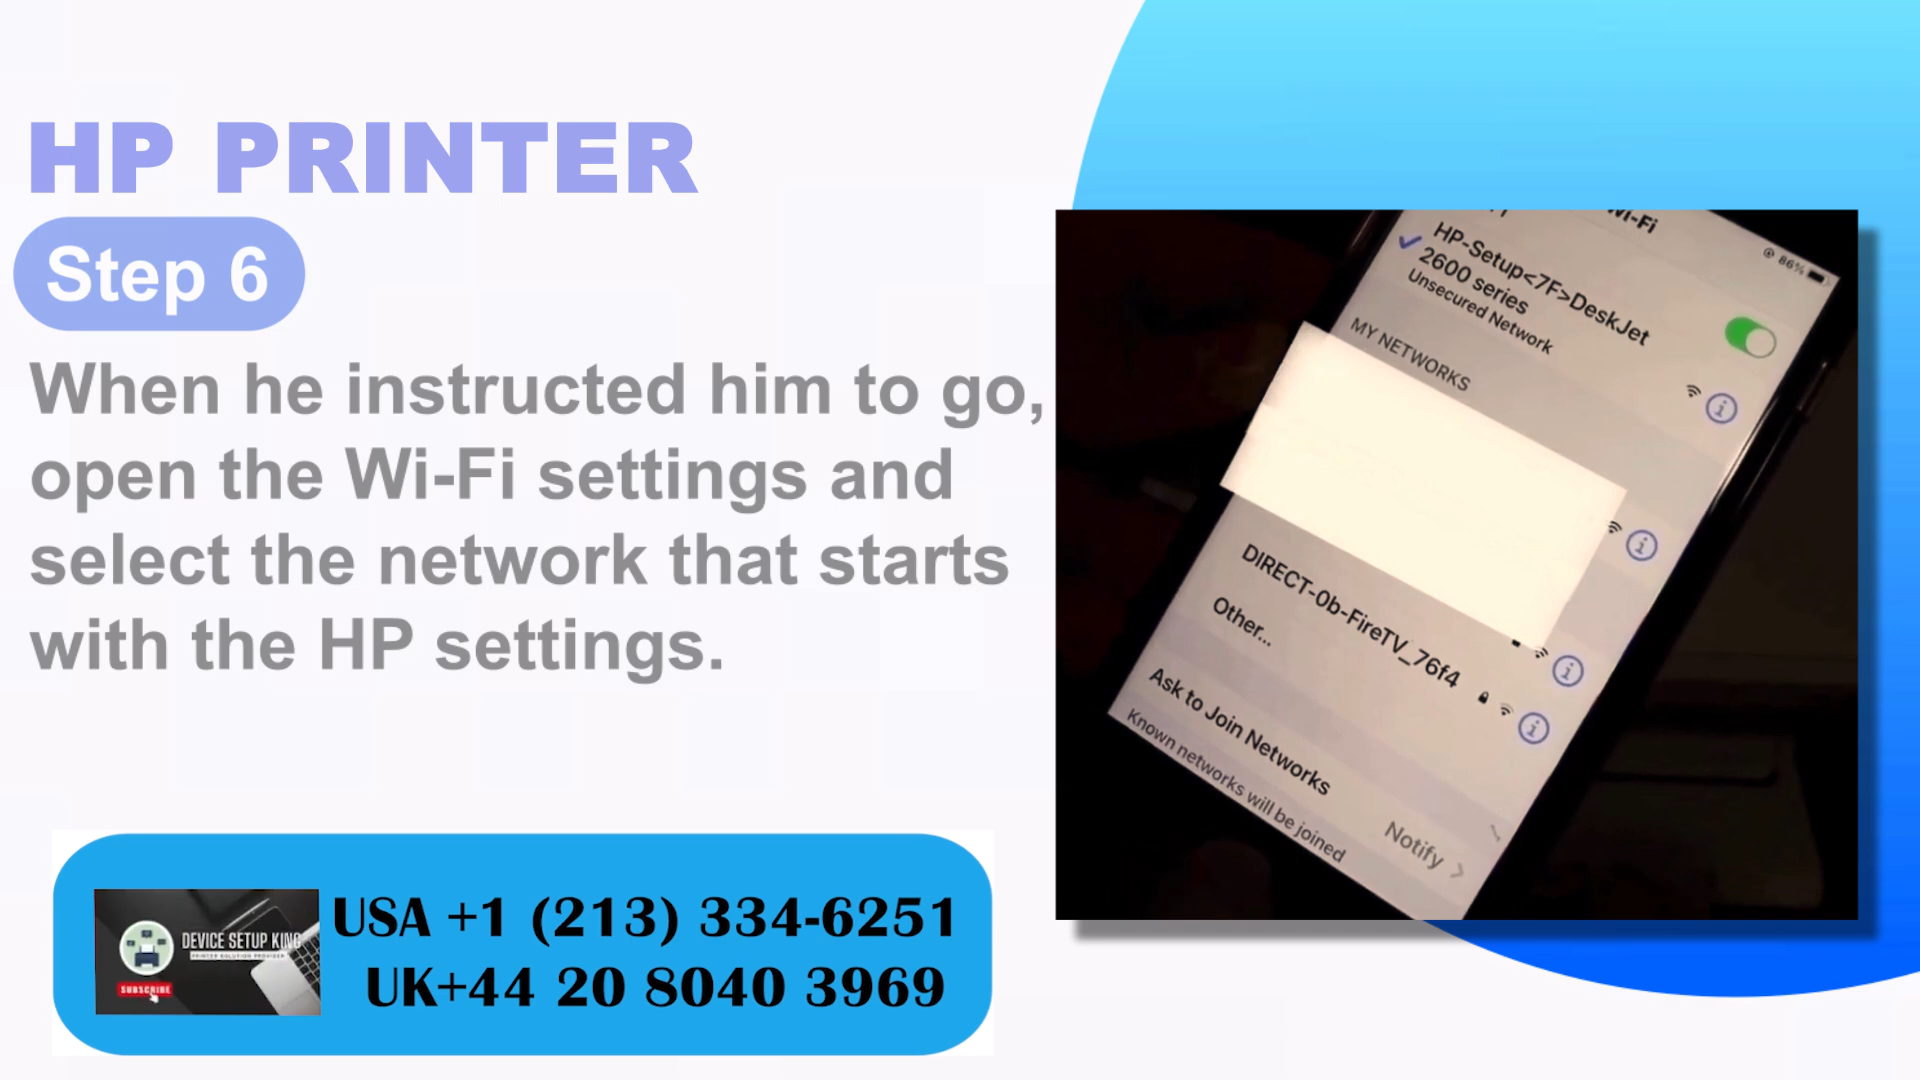 HP PRINTER
Step 6
When he instructed him to go,
open the Wi-Fi settings and
select the network that starts
with the HP settings.
Wi-Fi
86%
HP-Setup<7F>DeskJet
2600 series
Unsecured Network
MY NETWORKS
DIRECT-0b-FireTV_76f4
Other...
Ask to Join Networks
Notify
Known networks will be joined
DEVICE SETUP KING
PRINTER SOLUTION PROVIDER
SUBSCRIBE
USA +1 (213) 334-6251
UK+44 20 8040 3969